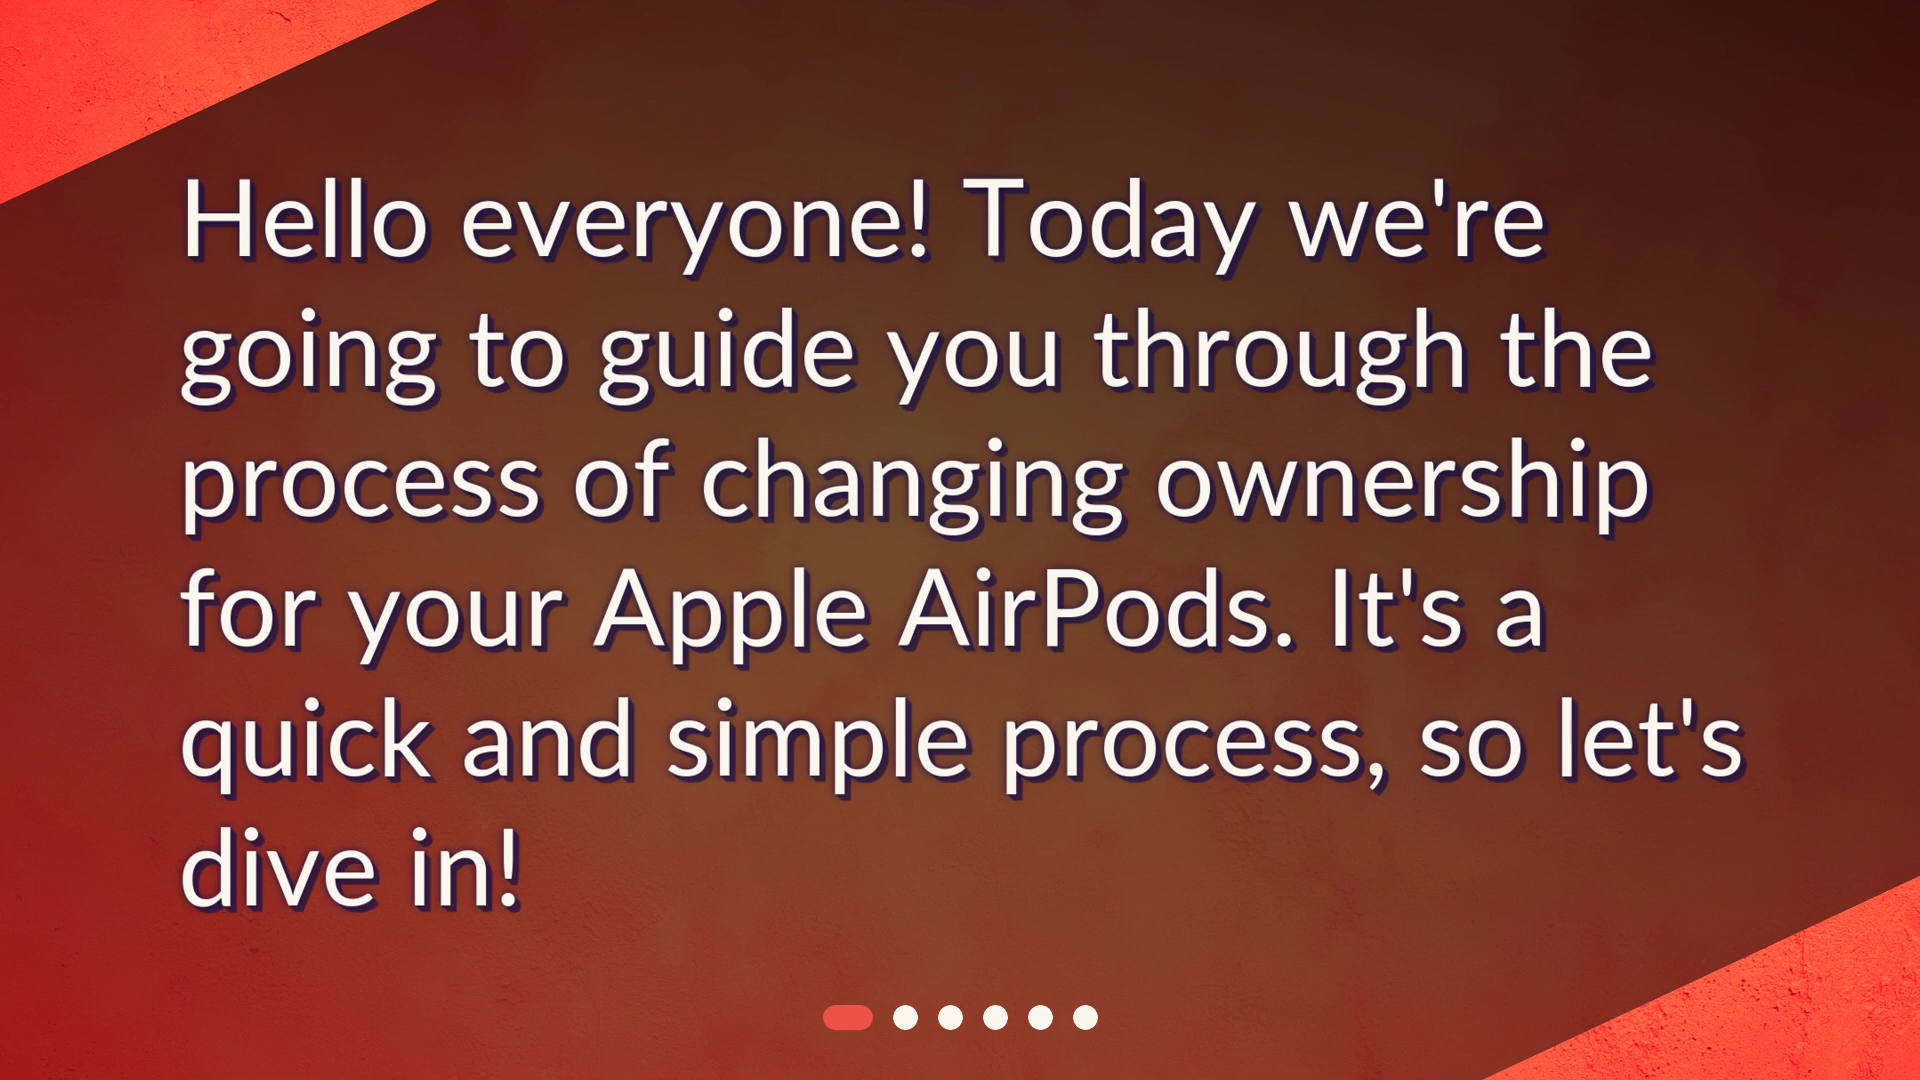 Hello everyone! Today we're
going to guide you through the
process of changing ownership
for your Apple AirPods. It's a
quick and simple process, so let's
dive in!